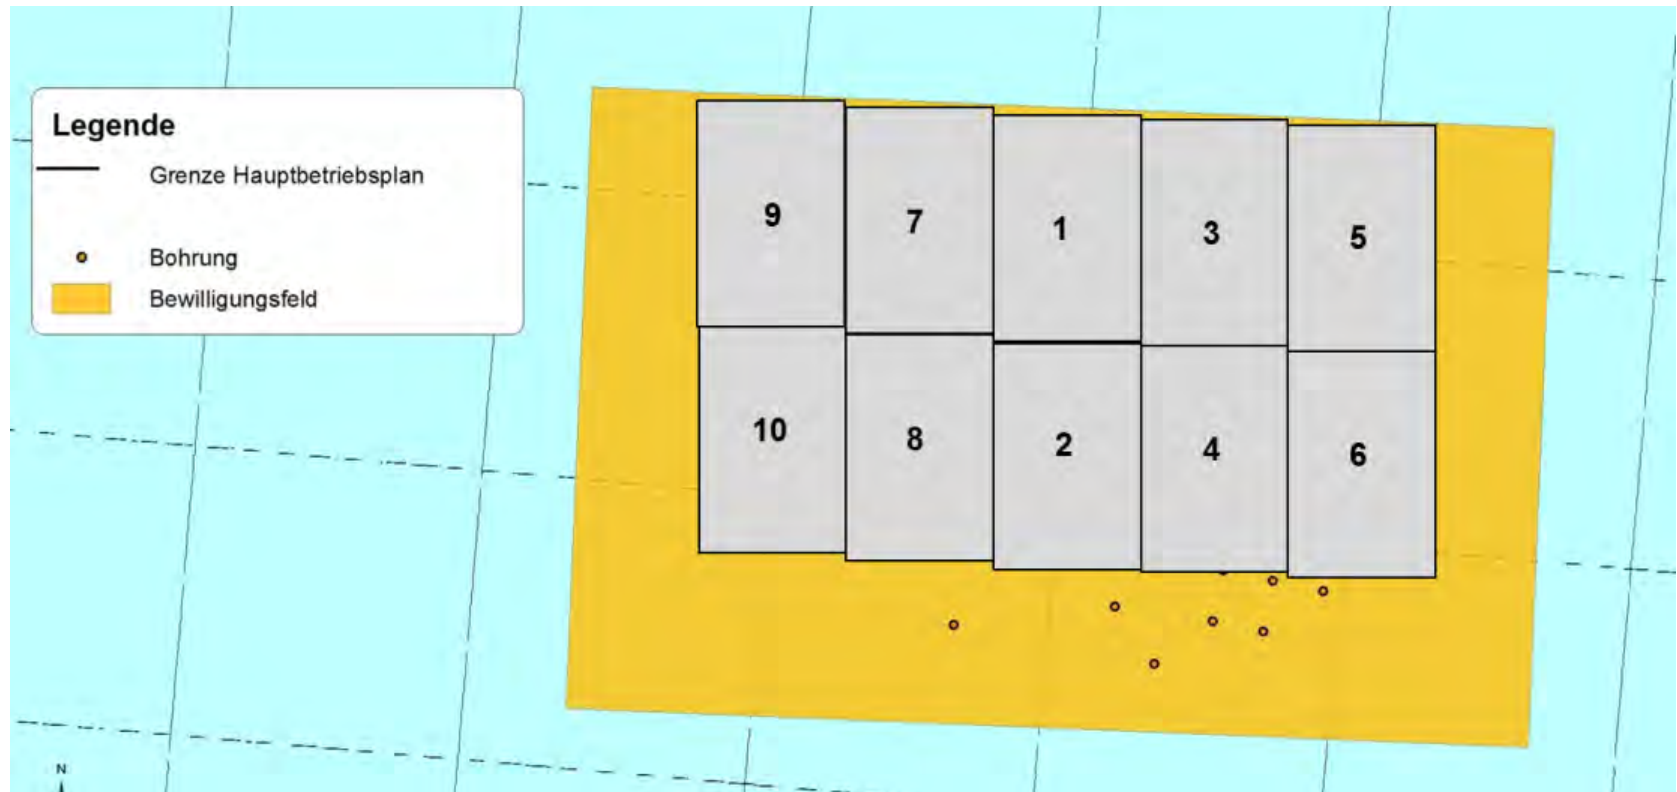 Legende
Grenze Hauptbetriebsplan
Bohrung
Bewilligungsfeld
9 7 1 3 5
10 8 2 4 6
N